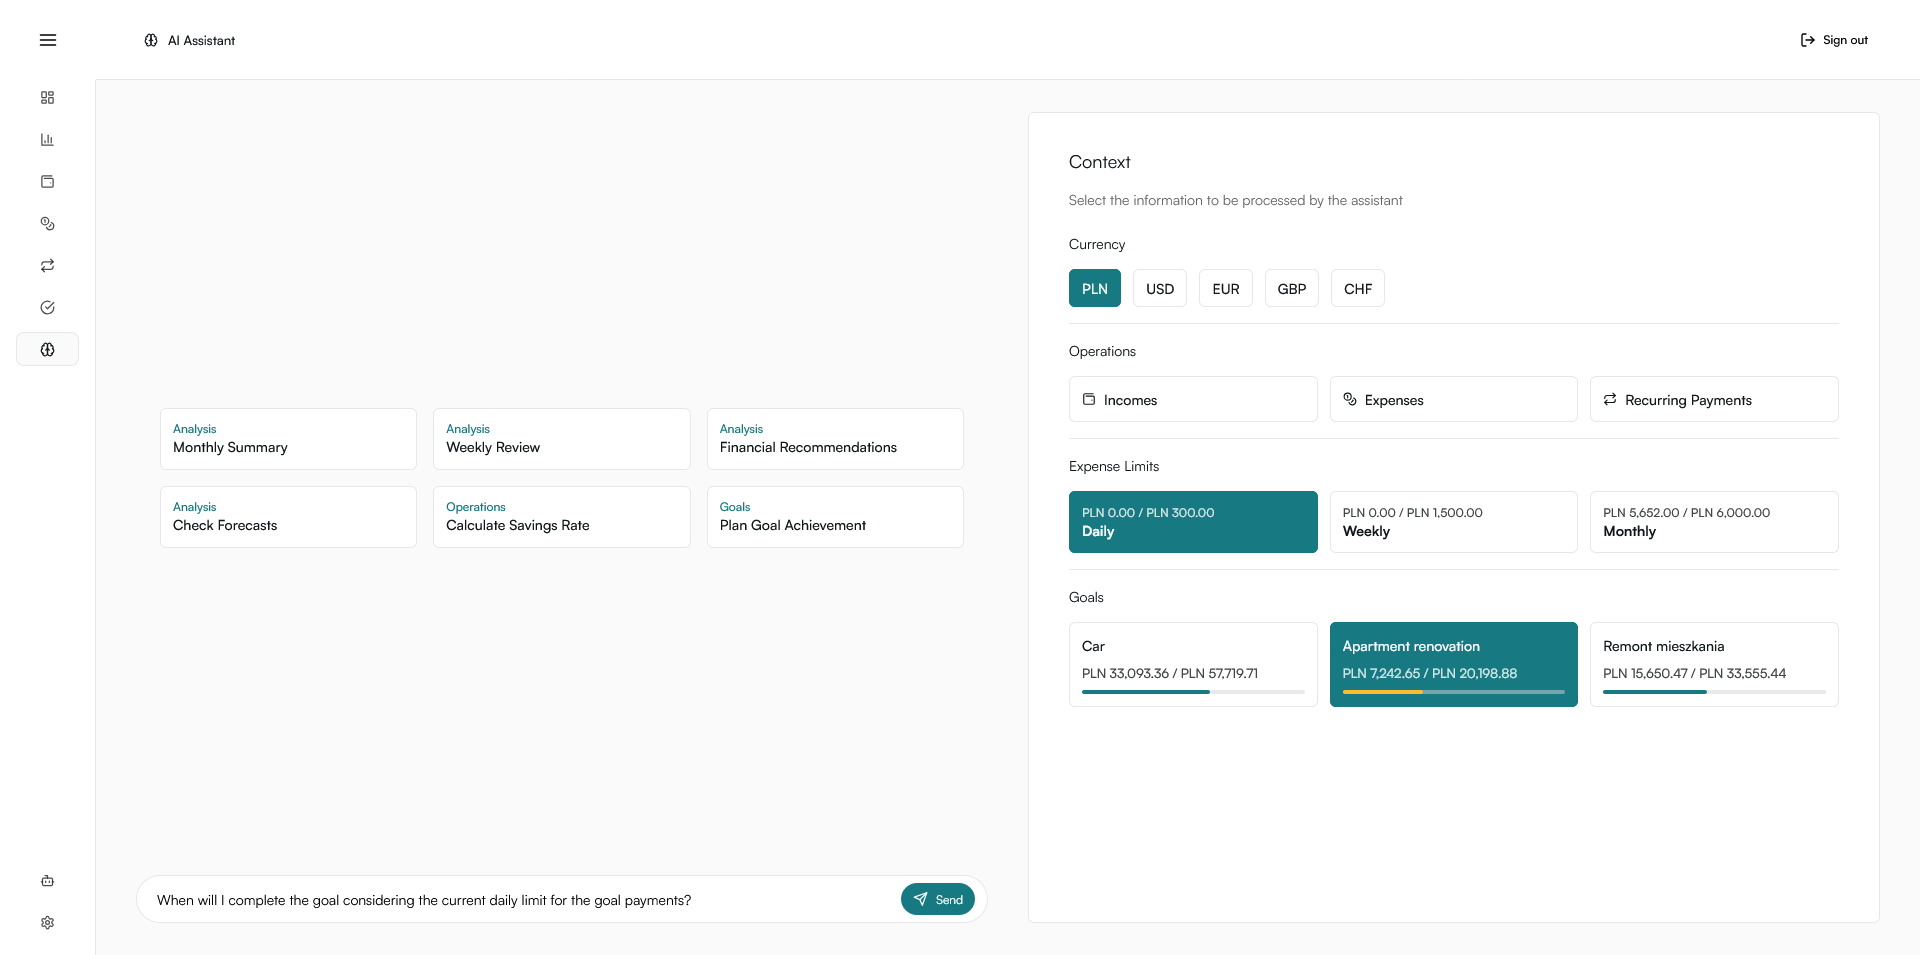 AI Assistant
Sign out
Analysis
Monthly Summary
Analysis
Weekly Review
Analysis
Financial Recommendations
Analysis
Check Forecasts
Operations
Calculate Savings Rate
Goals
Plan Goal Achievement
When will I complete the goal considering the current daily limit for the goal payments?
Send
Context
Select the information to be processed by the assistant
Currency
PLN
USD
EUR
GBP
CHF
Operations
Incomes
Expenses
Recurring Payments
Expense Limits
PLN 0.00 / PLN 300.00
Daily
PLN 0.00 / PLN 1,500.00
Weekly
PLN 5,652.00 / PLN 6,000.00
Monthly
Goals
Car
PLN 33,093.36 / PLN 57,719.71
Apartment renovation
PLN 7,242.65 / PLN 20,198.88
Remont mieszkania
PLN 15,650.47 / PLN 33,555.44